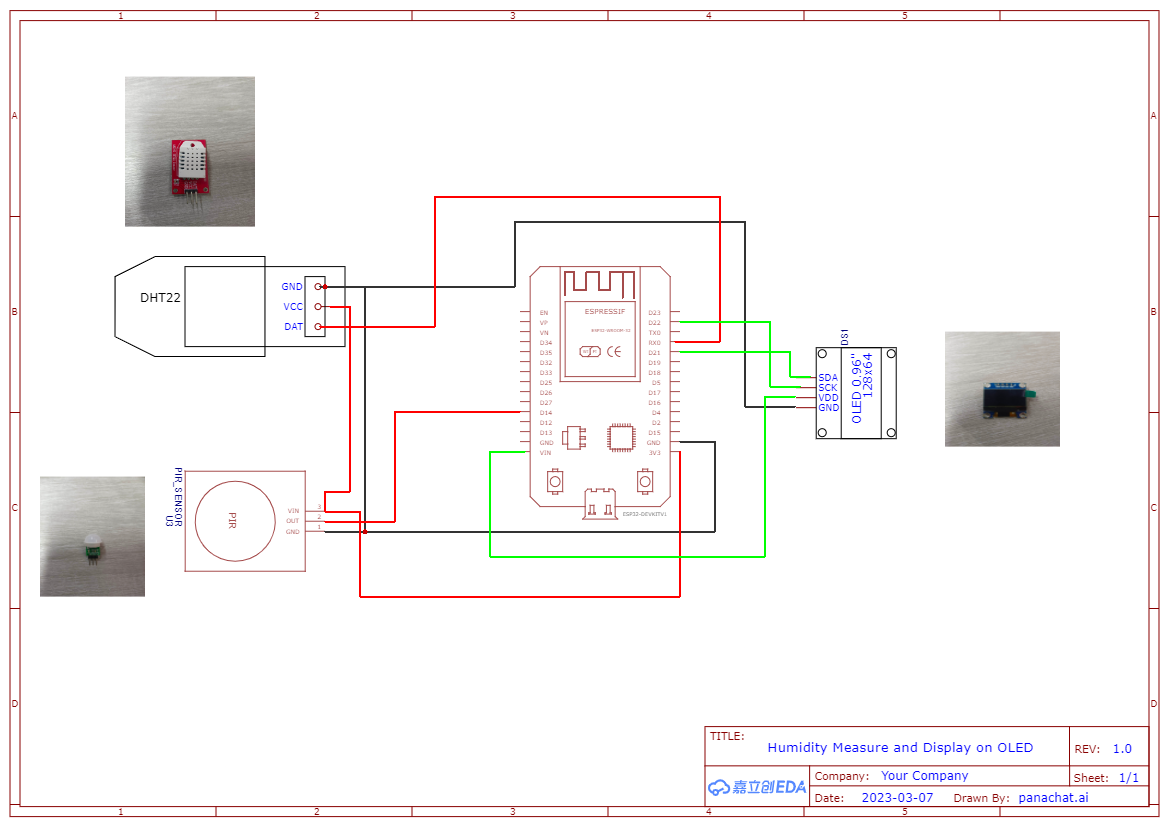 1 2 3 4 5
A A
B B
C C
D D
DHT22
GND
VCC
DAT
PIR_SENSOR
U3
PIR
VIN 3
OUT 2
GND 1
ESPRESSIF
ESP32-WROOM-32
EN D23
VP D22
VN TX0
D34 RX0
D35 D21
D32 D19
D33 D18
D25 D5
D26 D17
D27 D16
D14 D4
D12 D2
D13 D15
GND GND
VIN 3V3
ESP32-DEVKITV1
DS1
SDA
SCK
VDD
GND
OLED 0.96"
128x64
TITLE:
Humidity Measure and Display on OLED
REV: 1.0
嘉立创EDA
Company: Your Company
Sheet: 1/1
Date: 2023-03-07 Drawn By: panachat.ai
1 2 3 4 5